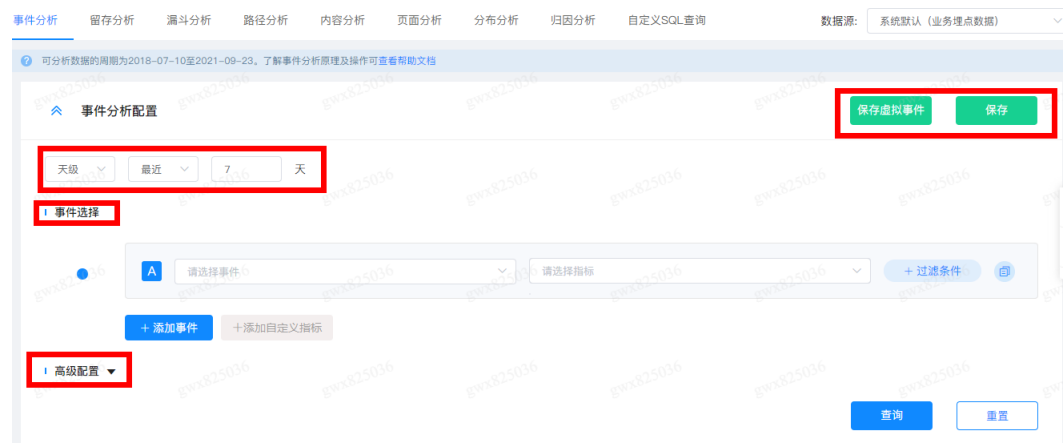 事件分析 留存分析 漏斗分析 路径分析 内容分析 页面分析 分布分析 归因分析 自定义SQL查询 数据源: 系统默认（业务埋点数据）
? 可分析数据的周期为2018-07-10至2021-09-23。了解事件分析原理及操作可查看帮助文档
事件分析配置 保存虚拟事件 保存
天级 最近 7 天
事件选择
A 请选择事件 请选择指标 + 过滤条件
+ 添加事件 +添加自定义指标
高级配置
查询 重置
gwx825036